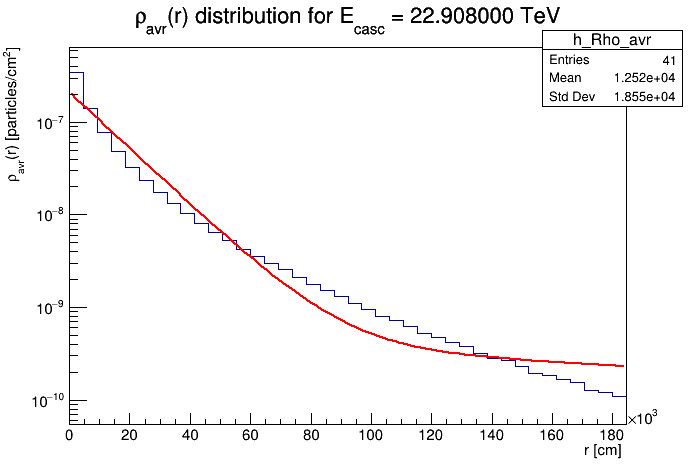 ρavr(r) distribution for Ecasc = 22.908000 TeV
h_Rho_avr
Entries 41
Mean 1.252e+04
Std Dev 1.855e+04
ρavr(r) [particles/cm²]
10⁻⁷
10⁻⁸
10⁻⁹
10⁻¹⁰
0 20 40 60 80 100 120 140 160 180
×10³
r [cm]